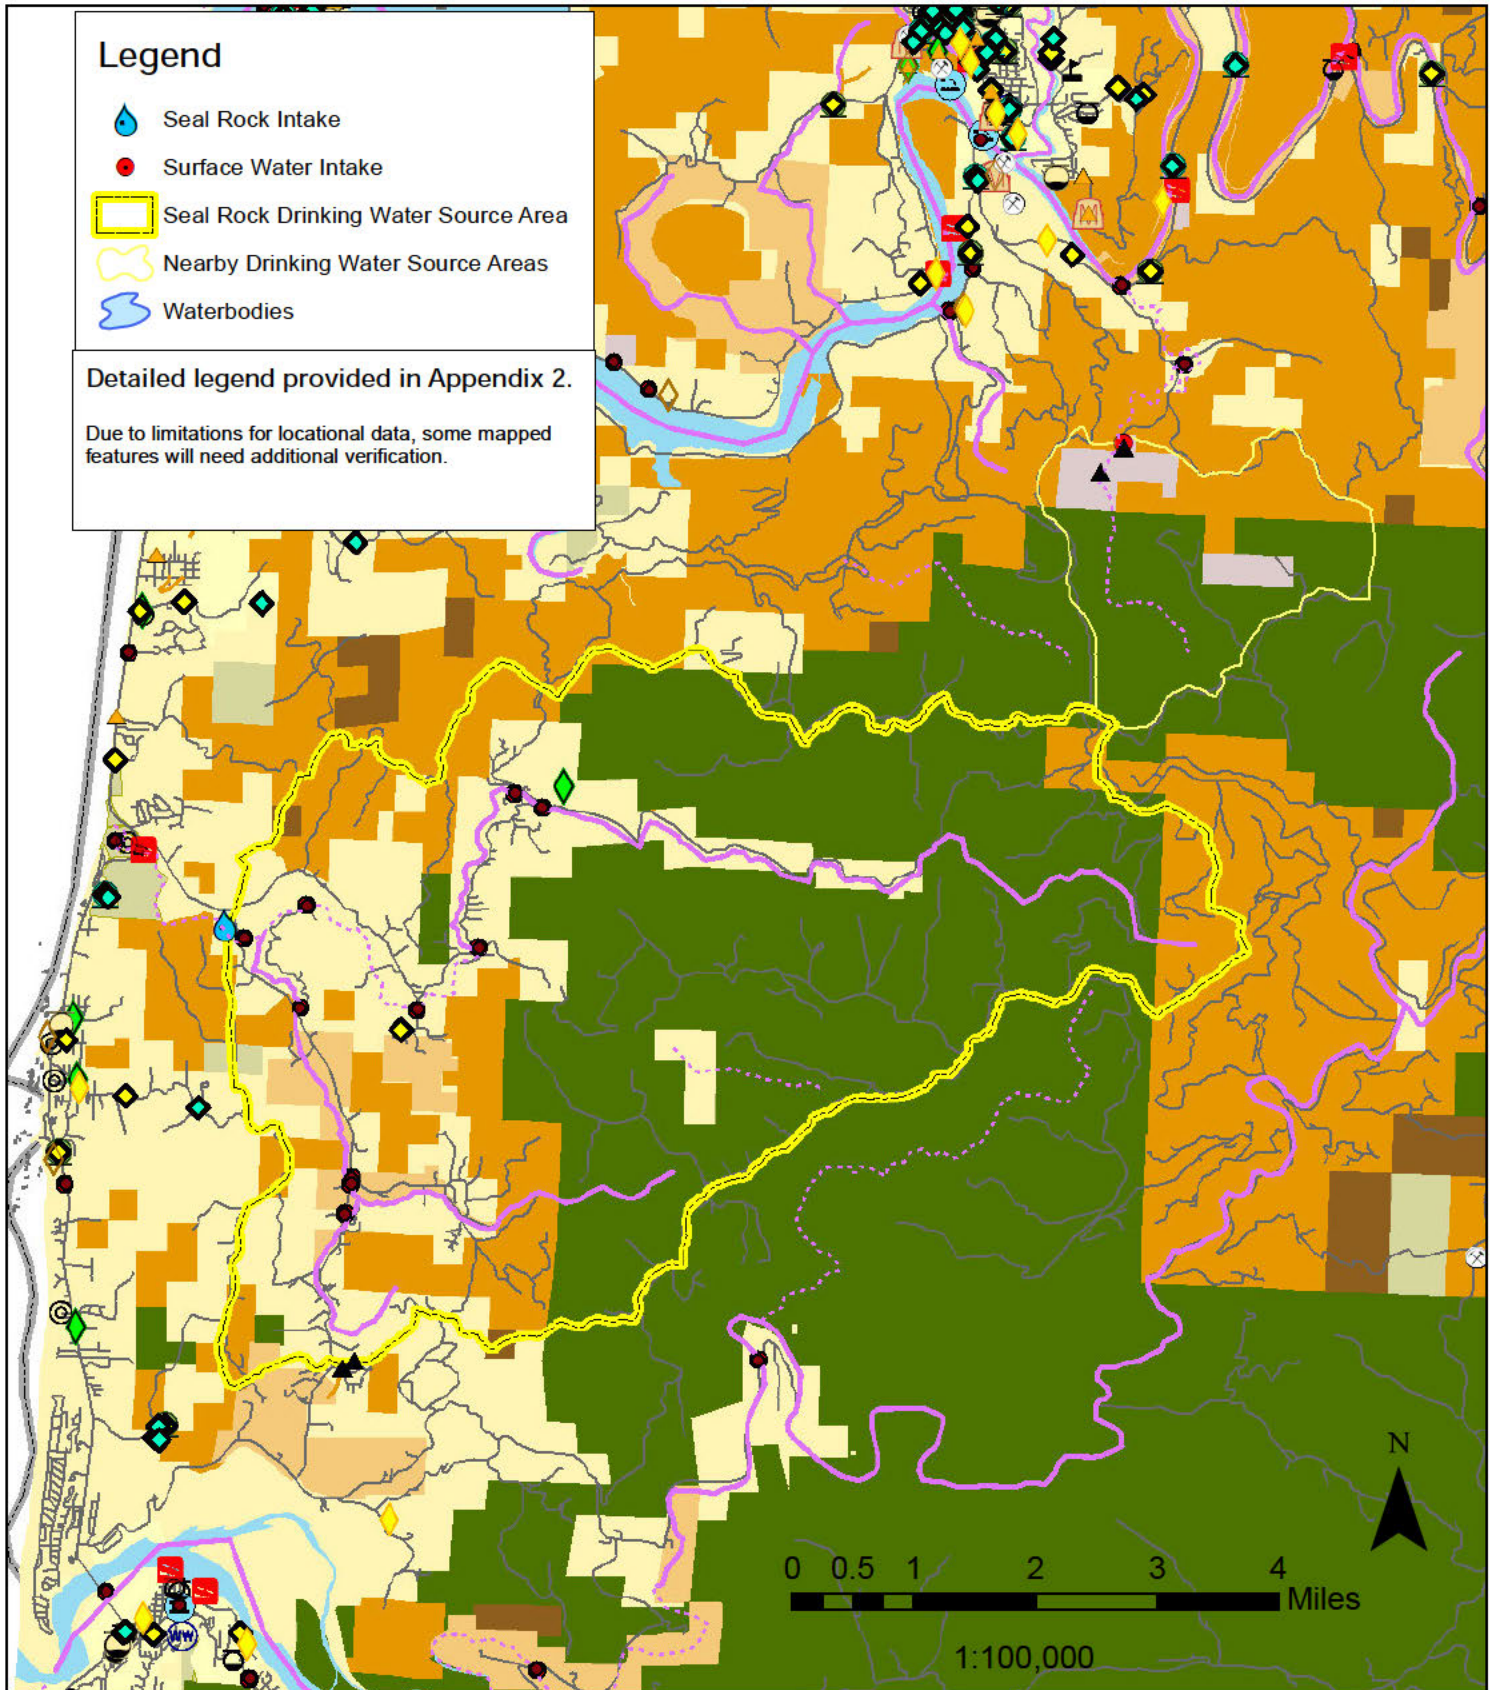 Legend
Seal Rock Intake
Surface Water Intake
Seal Rock Drinking Water Source Area
Nearby Drinking Water Source Areas
Waterbodies
Detailed legend provided in Appendix 2.
Due to limitations for locational data, some mapped
features will need additional verification.
N
0 0.5 1 2 3 4
Miles
1:100,000
WW